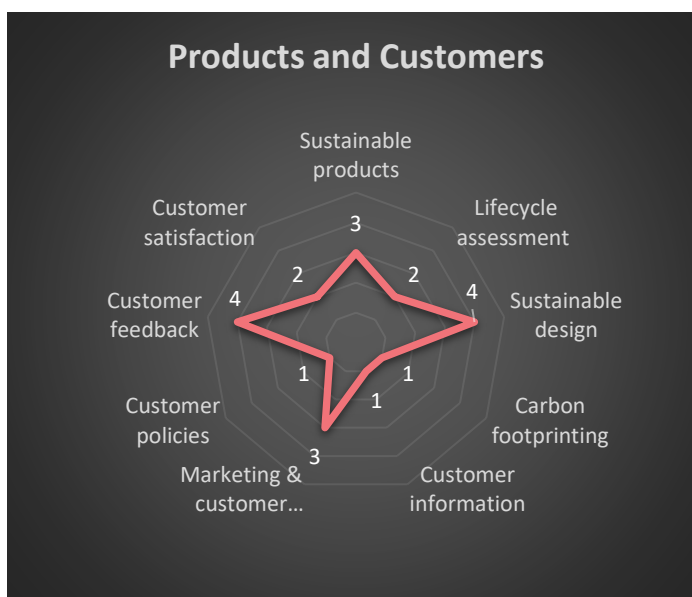 Products and Customers
Sustainable
products
Customer
satisfaction
Lifecycle
assessment
3
2
2
Customer
feedback
4
4
Sustainable
design
1
1
1
Customer
policies
Carbon
footprinting
3
Marketing &
customer...
Customer
information